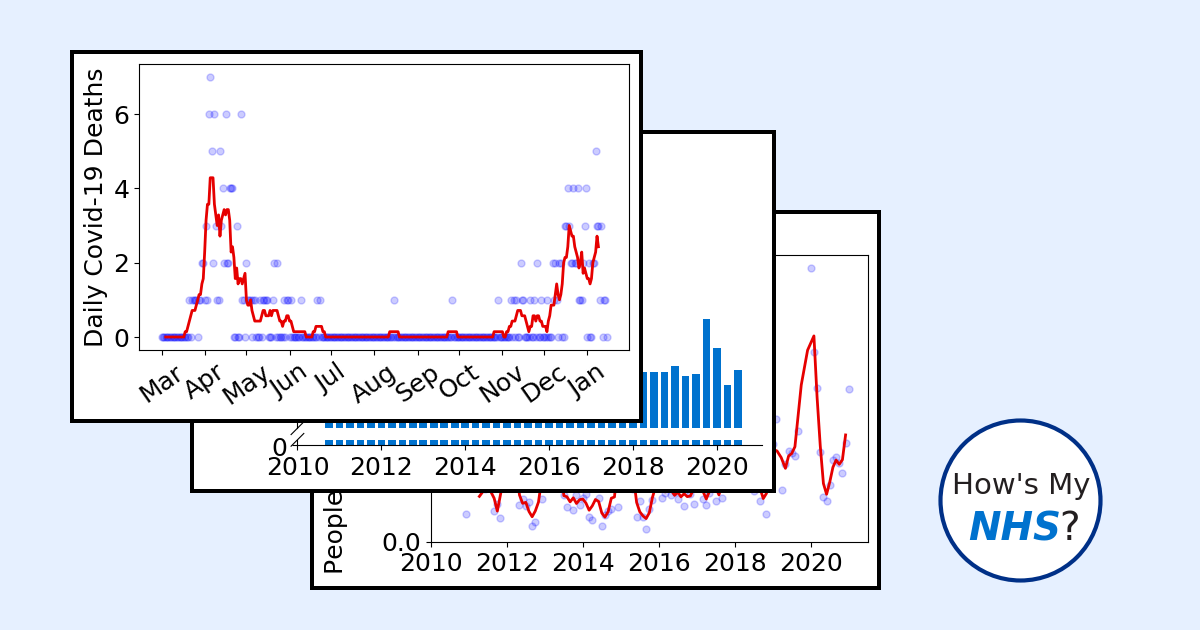 Daily Covid-19 Deaths
6
4
2
0
Mar Apr May Jun Jul Aug Sep Oct Nov Dec Jan
0
2010 2012 2014 2016 2018 2020
People
0.0
2010 2012 2014 2016 2018 2020
How's My
NHS?